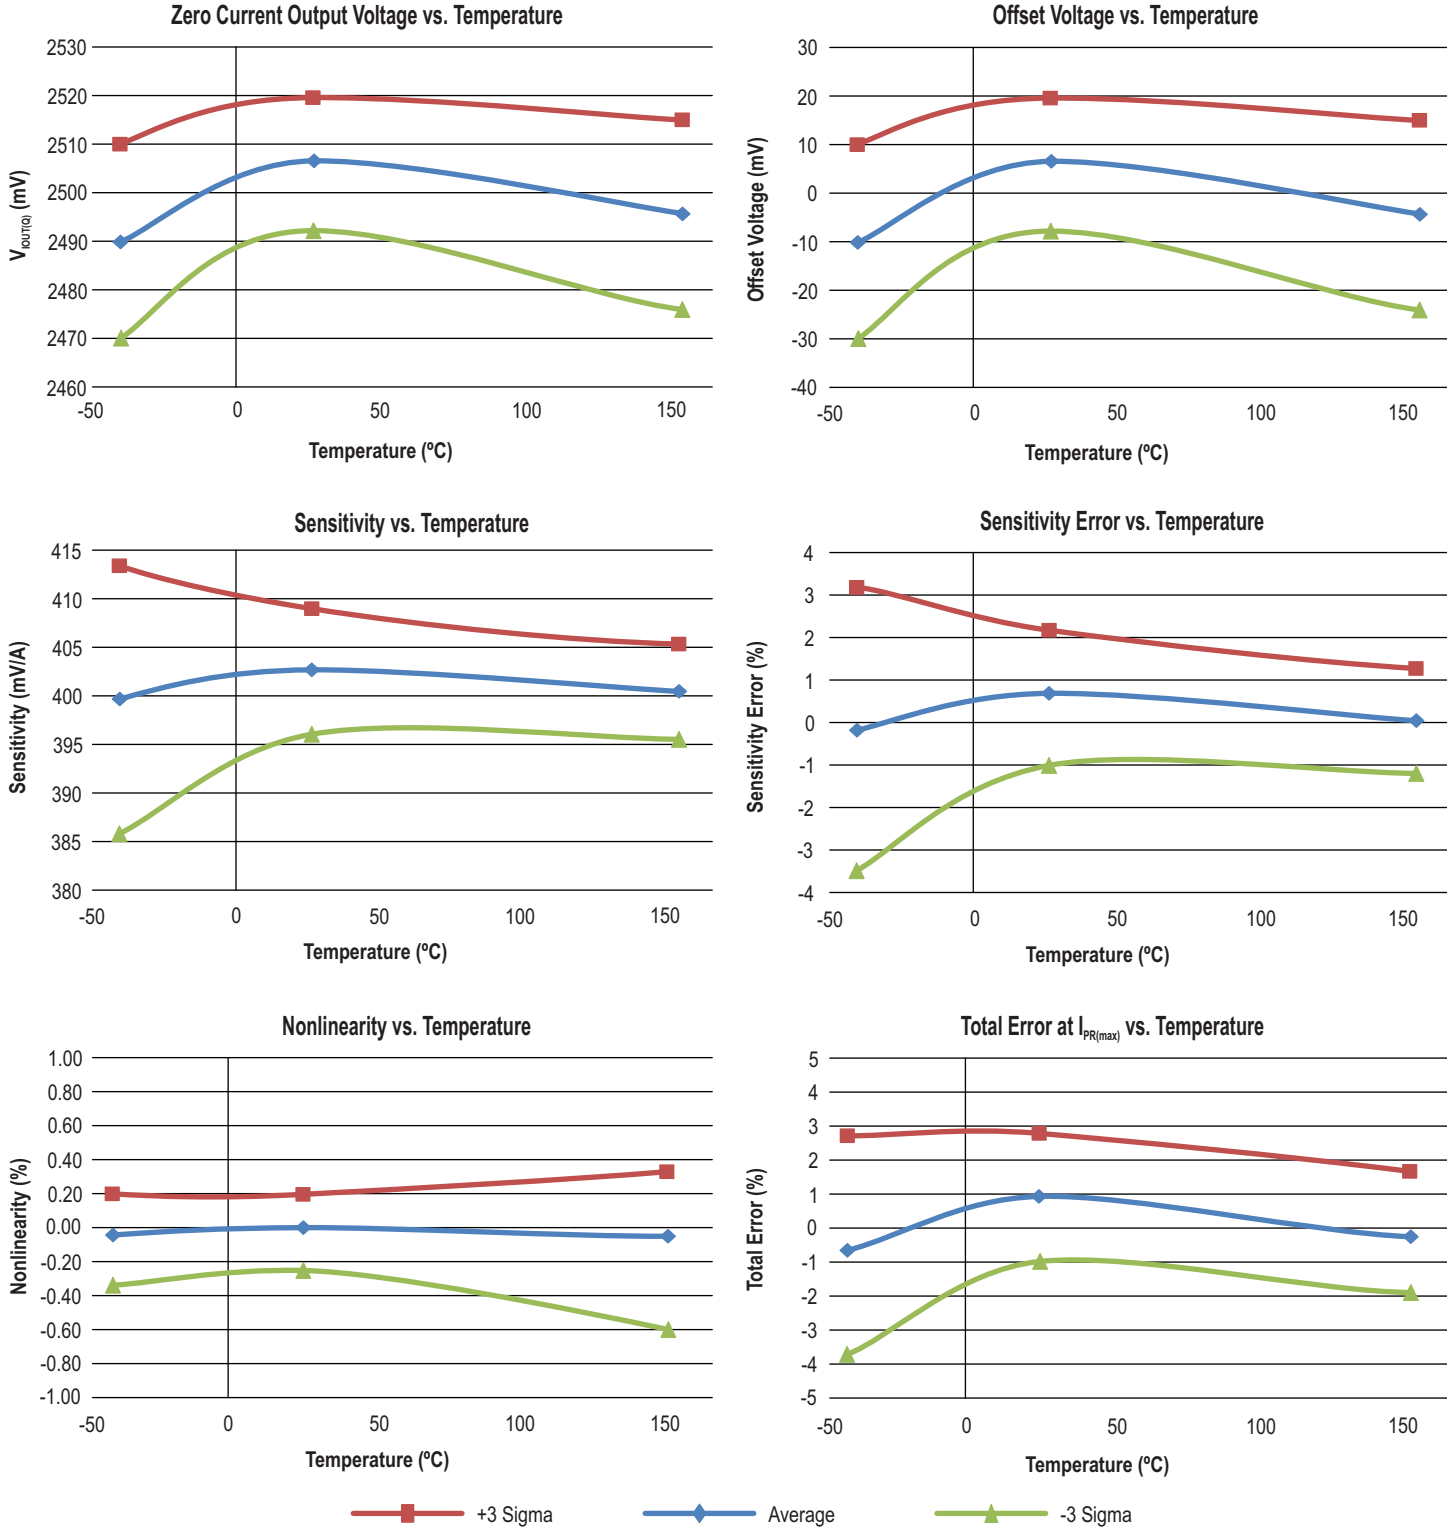 Zero Current Output Voltage vs. Temperature
2530
2520
2510
2500
2490
2480
2470
2460
-50 0 50 100 150
VIOUT(Q) (mV)
Temperature (ºC)
Offset Voltage vs. Temperature
30
20
10
0
-10
-20
-30
-40
-50 0 50 100 150
Offset Voltage (mV)
Temperature (ºC)
Sensitivity vs. Temperature
415
410
405
400
395
390
385
380
-50 0 50 100 150
Sensitivity (mV/A)
Temperature (ºC)
Sensitivity Error vs. Temperature
4
3
2
1
0
-1
-2
-3
-4
-50 0 50 100 150
Sensitivity Error (%)
Temperature (ºC)
Nonlinearity vs. Temperature
1.00
0.80
0.60
0.40
0.20
0.00
-0.20
-0.40
-0.60
-0.80
-1.00
-50 0 50 100 150
Nonlinearity (%)
Temperature (ºC)
Total Error at IPR(max) vs. Temperature
5
4
3
2
1
0
-1
-2
-3
-4
-5
-50 0 50 100 150
Total Error (%)
Temperature (ºC)
+3 Sigma Average -3 Sigma